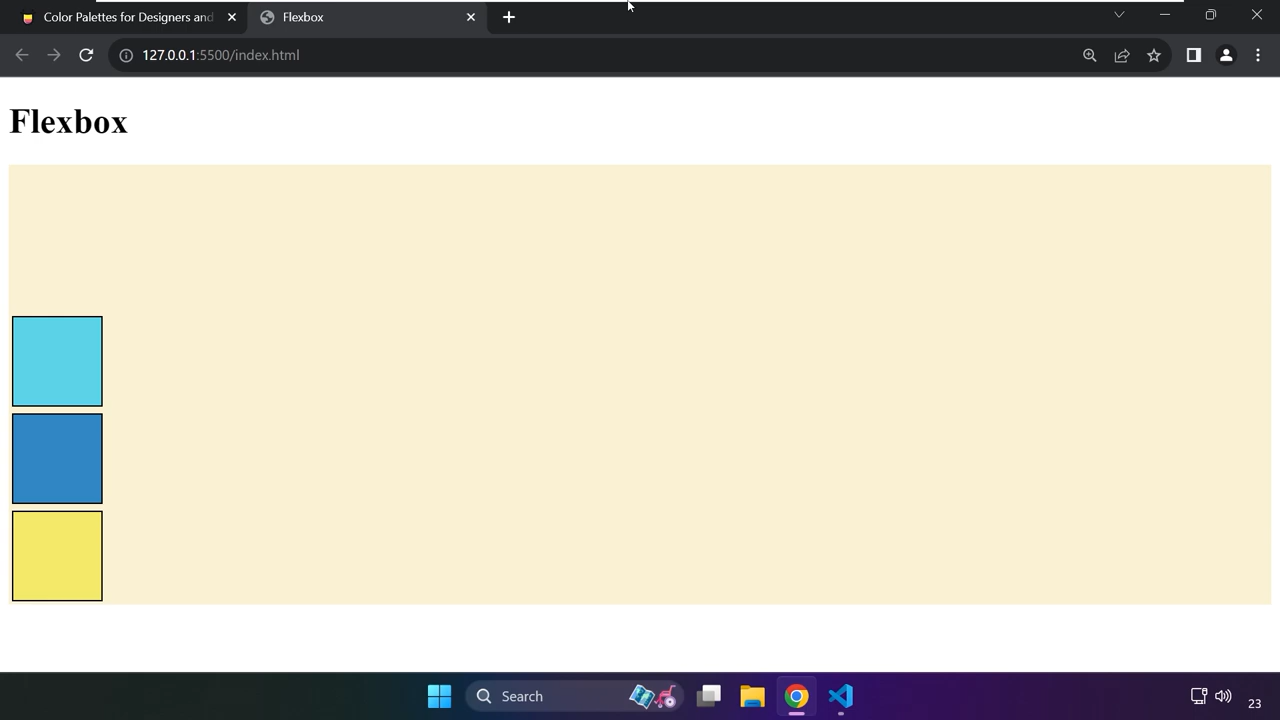 Color Palettes for Designers and
Flexbox
127.0.0.1:5500/index.html
Flexbox
Search
23